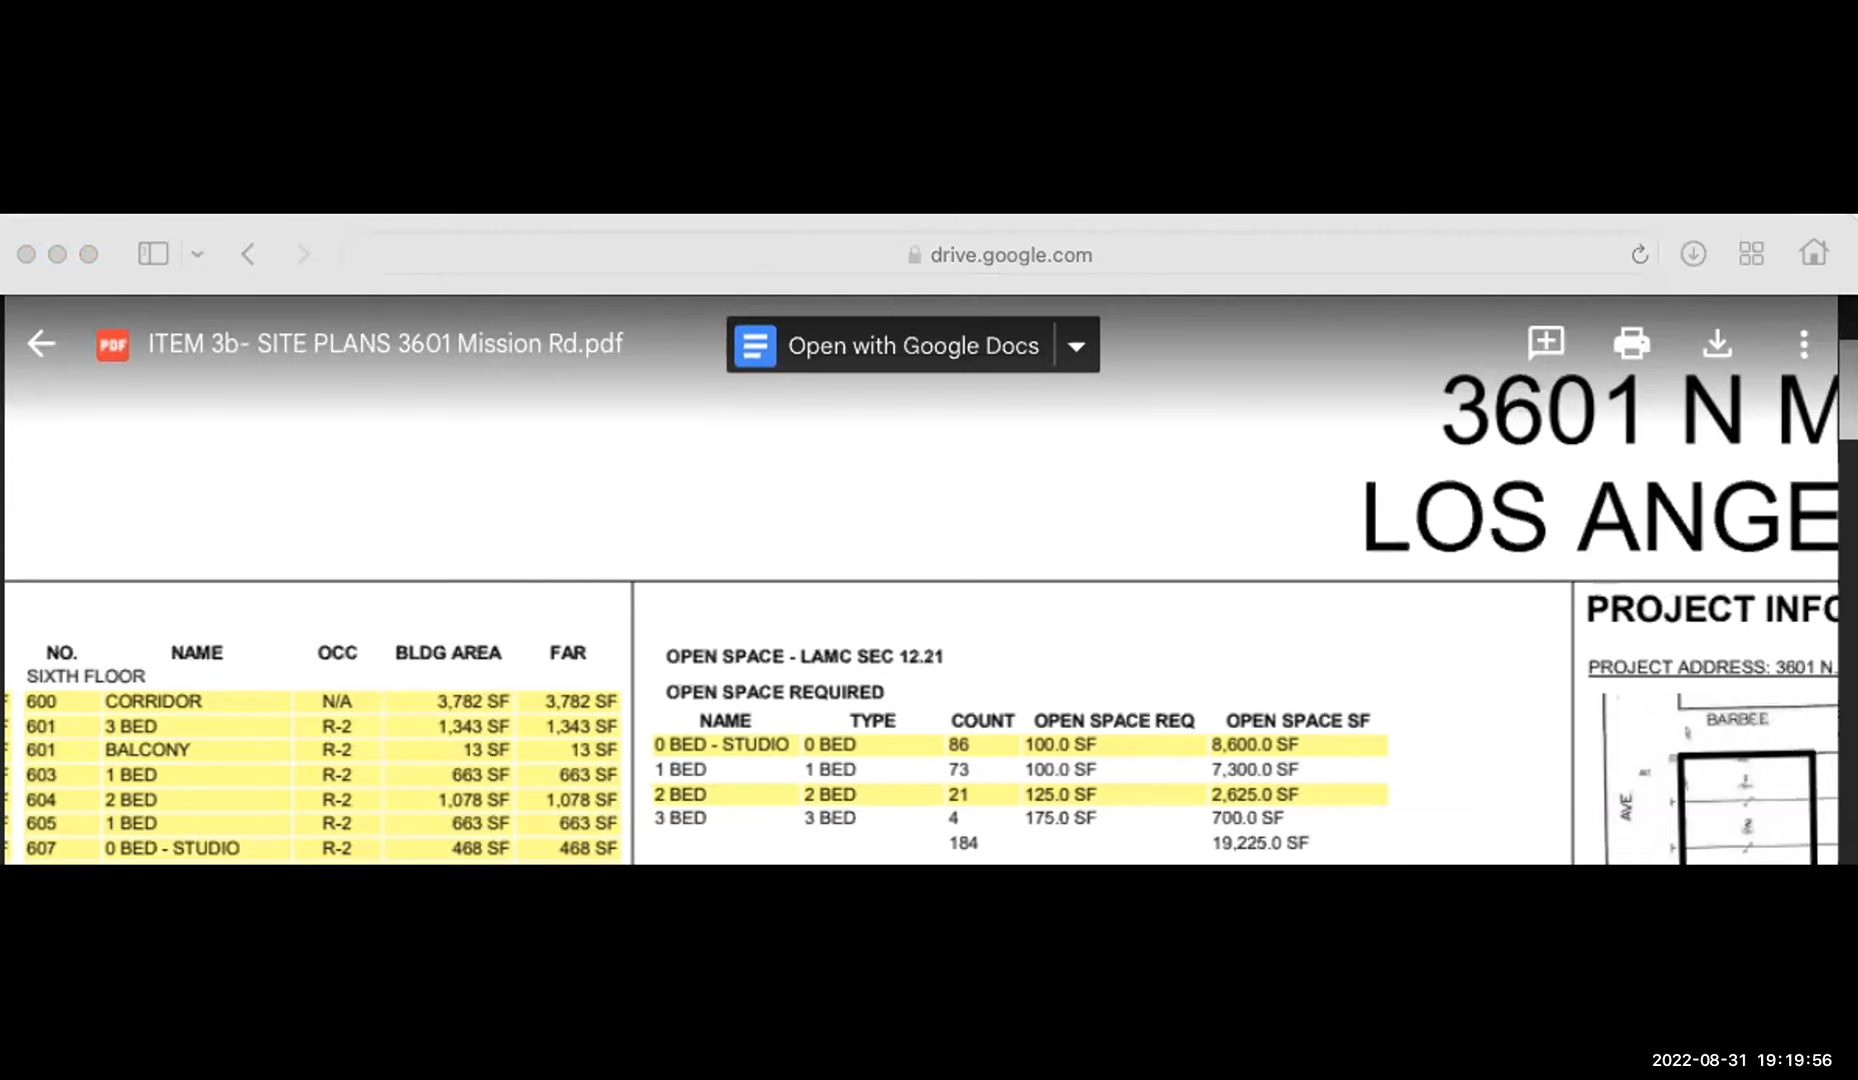 drive.google.com
PDF ITEM 3b- SITE PLANS 3601 Mission Rd.pdf
Open with Google Docs
3601 N M
LOS ANGE
NO. NAME OCC BLDG AREA FAR
SIXTH FLOOR
600 CORRIDOR N/A 3,782 SF 3,782 SF
601 3 BED R-2 1,343 SF 1,343 SF
601 BALCONY R-2 13 SF 13 SF
603 1 BED R-2 663 SF 663 SF
604 2 BED R-2 1,078 SF 1,078 SF
605 1 BED R-2 663 SF 663 SF
607 0 BED - STUDIO R-2 468 SF 468 SF
OPEN SPACE - LAMC SEC 12.21
OPEN SPACE REQUIRED
NAME TYPE COUNT OPEN SPACE REQ OPEN SPACE SF
0 BED - STUDIO 0 BED 86 100.0 SF 8,600.0 SF
1 BED 1 BED 73 100.0 SF 7,300.0 SF
2 BED 2 BED 21 125.0 SF 2,625.0 SF
3 BED 3 BED 4 175.0 SF 700.0 SF
184 19,225.0 SF
PROJECT INFO
PROJECT ADDRESS: 3601 N.
BARBEE
AVE.
2022-08-31 19:19:56